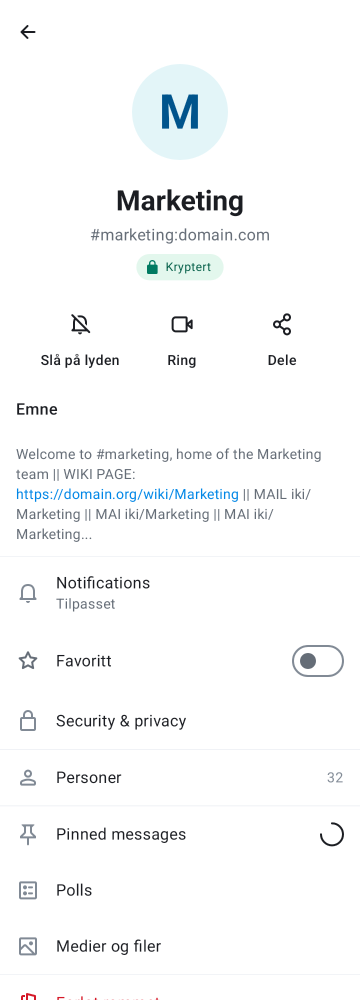 M
Marketing
#marketing:domain.com
Kryptert
Slå på lyden
Ring
Dele
Emne
Welcome to #marketing, home of the Marketing
team || WIKI PAGE:
https://domain.org/wiki/Marketing || MAIL iki/
Marketing || MAI iki/Marketing || MAI iki/
Marketing...
Notifications
Tilpasset
Favoritt
Security & privacy
Personer 32
Pinned messages
Polls
Medier og filer